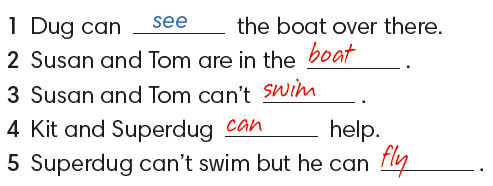 1 Dug can see the boat over there.
2 Susan and Tom are in the boat.
3 Susan and Tom can't swim.
4 Kit and Superdug can help.
5 Superdug can't swim but he can fly.